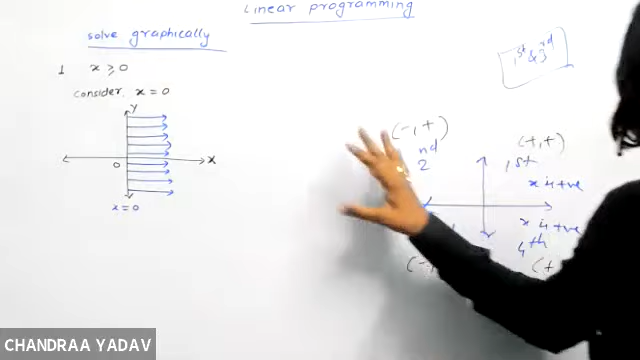 Linear programming
solve graphically
1 x ≥ 0
consider x = 0
Y
X
0
x = 0
1st & 3rd
(-, +)
(+, +)
nd
2
1st
x is +ve
x is +ve
4th
(-
(+
CHANDRAA YADAV